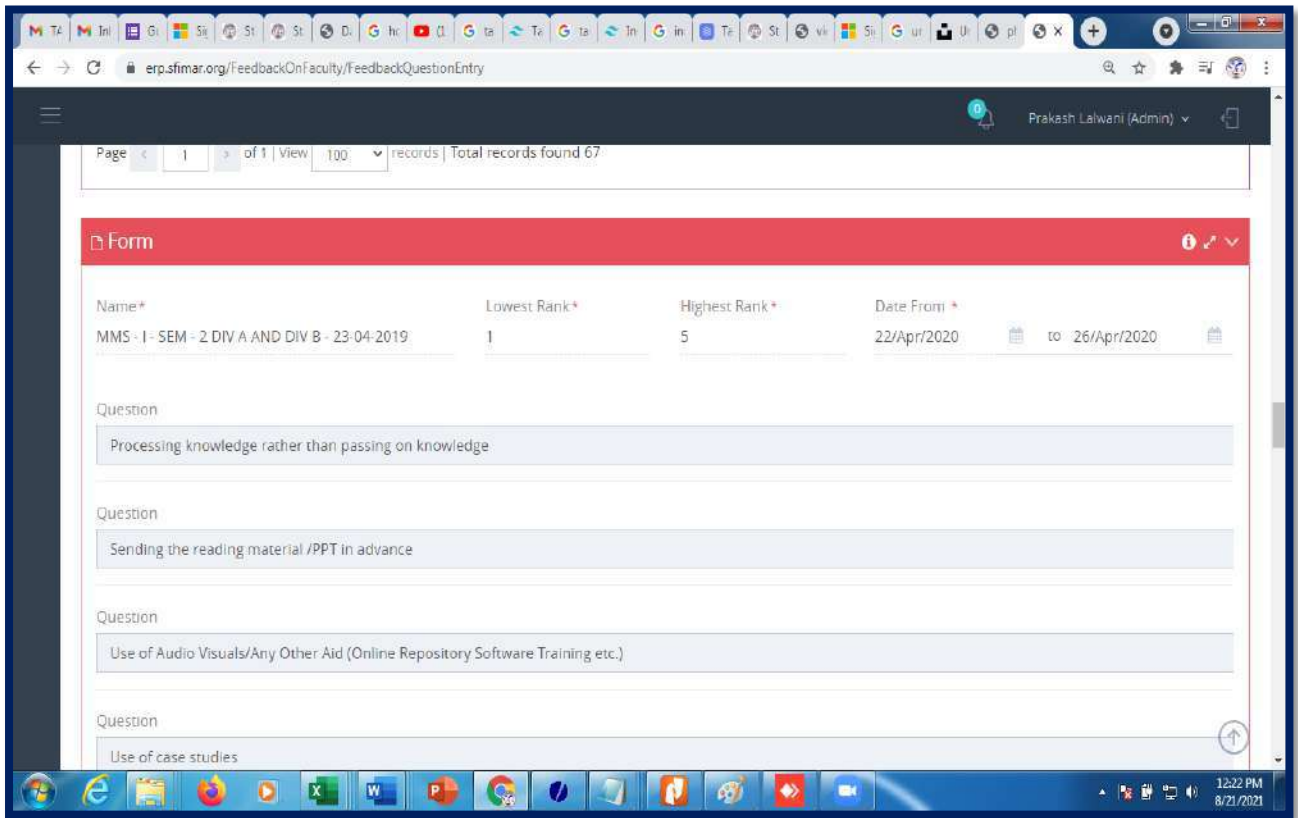 erp.sfimar.org/FeedbackOnFaculty/FeedbackQuestionEntry
0 Prakash Lalwani (Admin)
Page 1 of 1 | View 100 records | Total records found 67
Form
Name* Lowest Rank* Highest Rank* Date From *
MMS - I - SEM - 2 DIV A AND DIV B - 23-04-2019 1 5 22/Apr/2020 to 26/Apr/2020
Question
Processing knowledge rather than passing on knowledge
Question
Sending the reading material /PPT in advance
Question
Use of Audio Visuals/Any Other Aid (Online Repository Software Training etc.)
Question
Use of case studies
12:22 PM
8/21/2021